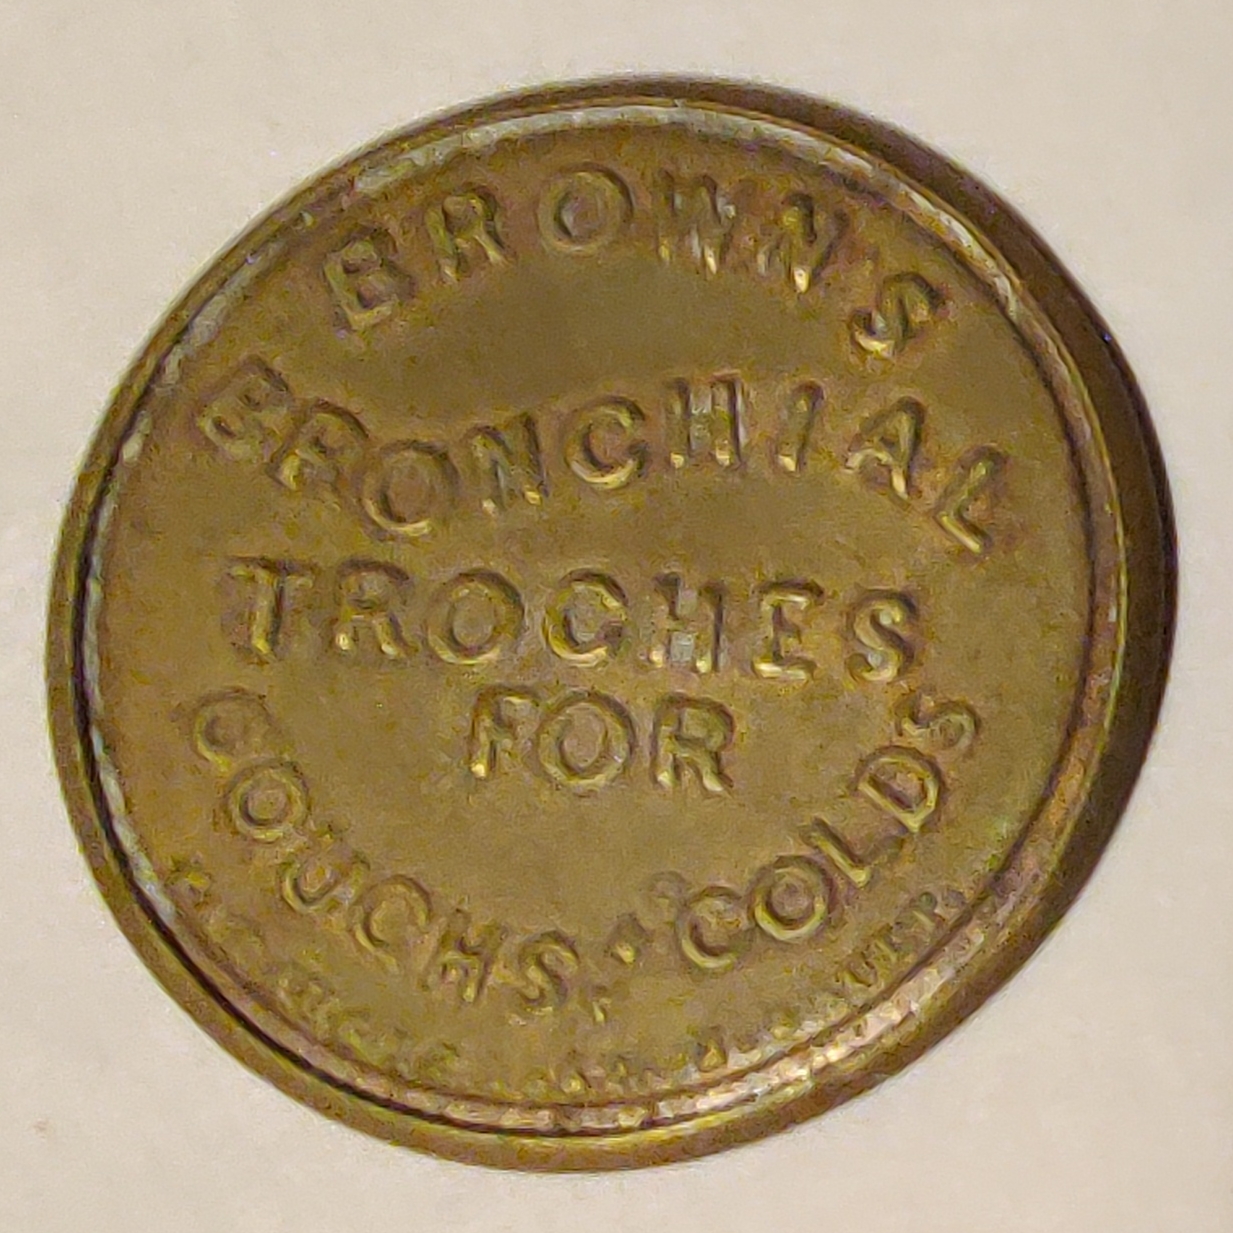 BROWN'S
BRONCHIAL
TROCHES
FOR
COUGHS, & COLDS